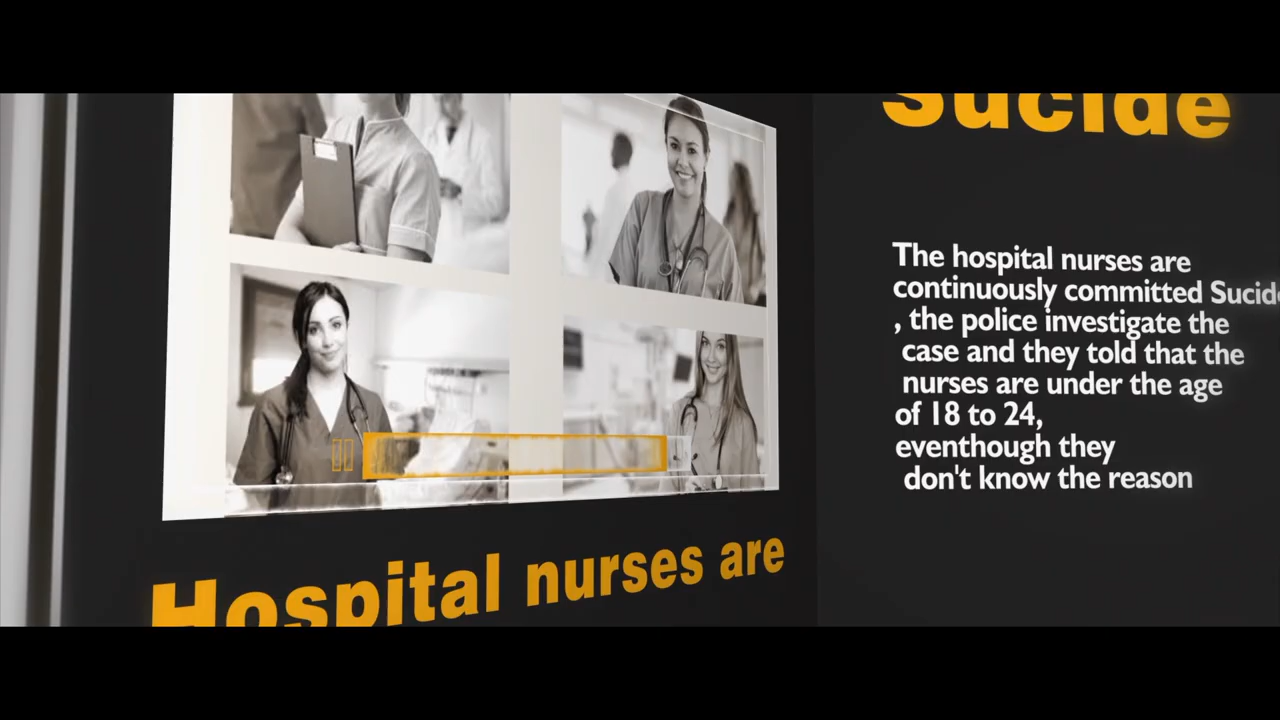 Sucide
The hospital nurses are
continuously committed Sucide
, the police investigate the
case and they told that the
nurses are under the age
of 18 to 24,
eventhough they
don't know the reason
Hospital nurses are